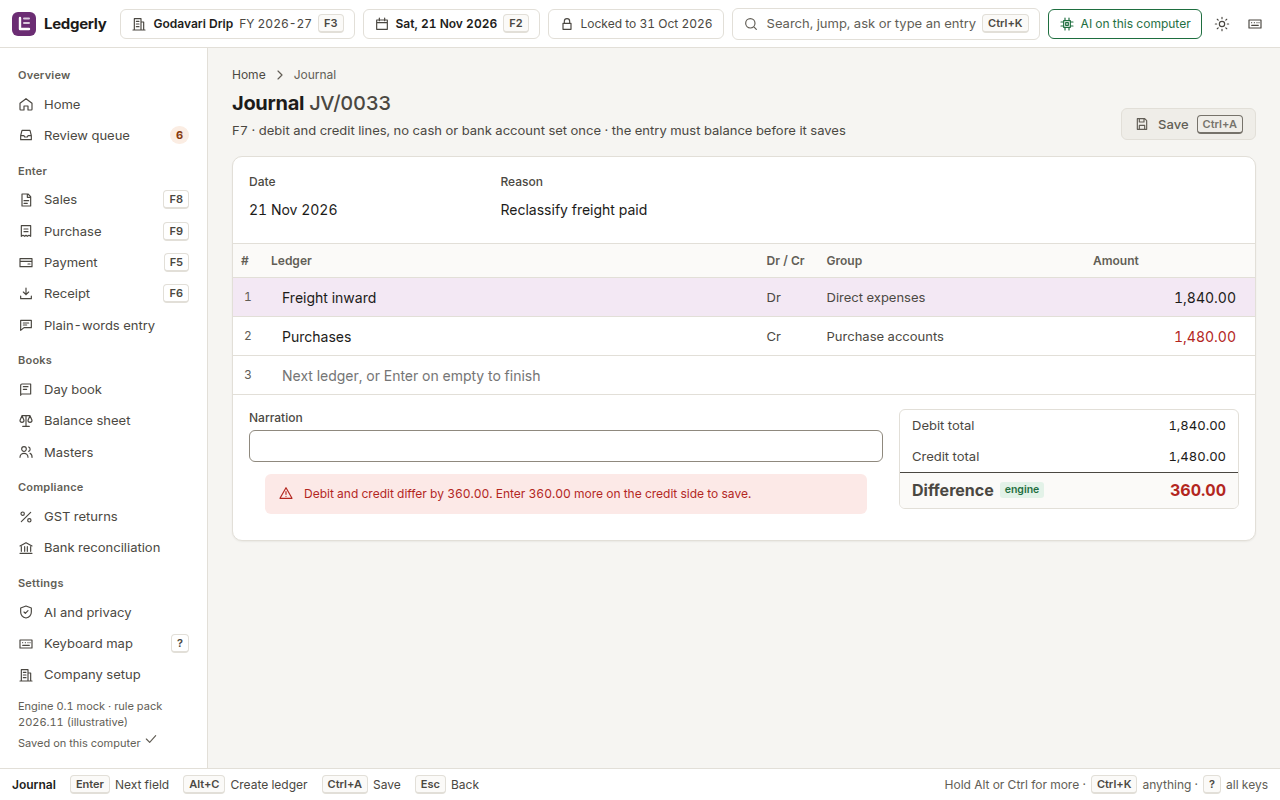 Ledgerly
Godavari Drip FY 2026-27 F3
Sat, 21 Nov 2026 F2
Locked to 31 Oct 2026
Search, jump, ask or type an entry Ctrl+K
AI on this computer
Overview
Home
Review queue 6
Enter
Sales F8
Purchase F9
Payment F5
Receipt F6
Plain-words entry
Books
Day book
Balance sheet
Masters
Compliance
GST returns
Bank reconciliation
Settings
AI and privacy
Keyboard map ?
Company setup
Engine 0.1 mock · rule pack
2026.11 (illustrative)
Saved on this computer
Home Journal
Journal JV/0033
F7 · debit and credit lines, no cash or bank account set once · the entry must balance before it saves
Save Ctrl+A
Date Reason
21 Nov 2026 Reclassify freight paid
# Ledger Dr / Cr Group Amount
1 Freight inward Dr Direct expenses 1,840.00
2 Purchases Cr Purchase accounts 1,480.00
3 Next ledger, or Enter on empty to finish
Narration
Debit and credit differ by 360.00. Enter 360.00 more on the credit side to save.
Debit total 1,840.00
Credit total 1,480.00
Difference engine 360.00
Journal Enter Next field Alt+C Create ledger Ctrl+A Save Esc Back
Hold Alt or Ctrl for more · Ctrl+K anything · ? all keys